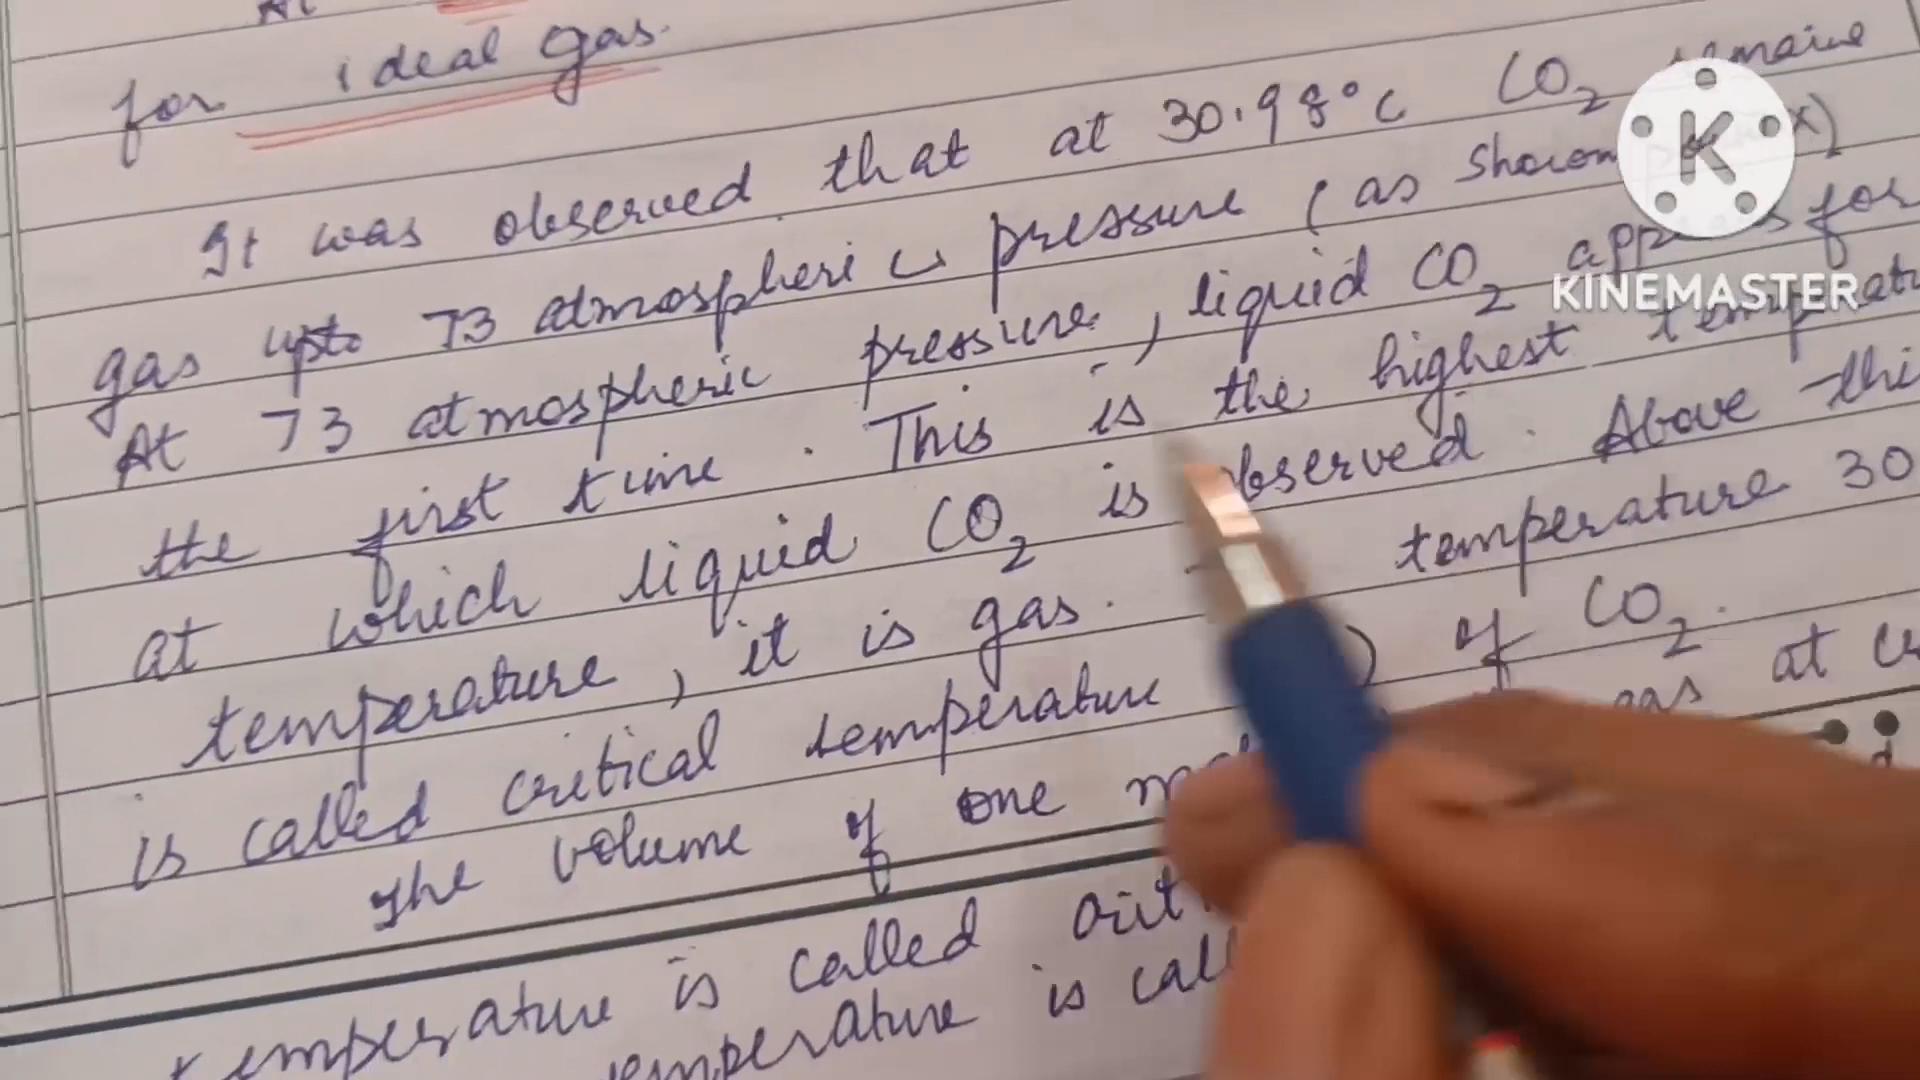 for ideal gas.
It was observed that at 30.98°C CO2 remains
gas upto 73 atmospheric pressure (as shown x)
At 73 atmospheric pressure, liquid CO2 appears for
the first time. This is the highest
at which liquid CO2 is observed. Above
temperature, it is gas. temperature 30
is called critical temperature ) of CO2.
The volume of one gas at
temperature is called
temperature is
K
KINEMASTER